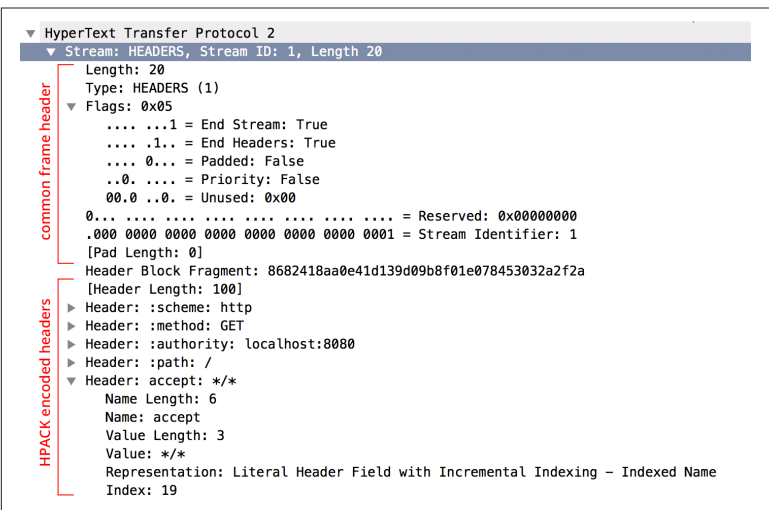 HyperText Transfer Protocol 2
Stream: HEADERS, Stream ID: 1, Length 20
common frame header
Length: 20
Type: HEADERS (1)
Flags: 0x05
.... ...1 = End Stream: True
.... .1.. = End Headers: True
.... 0... = Padded: False
..0. .... = Priority: False
00.0 ..0. = Unused: 0x00
0... .... .... .... .... .... .... .... = Reserved: 0x00000000
.000 0000 0000 0000 0000 0000 0000 0001 = Stream Identifier: 1
[Pad Length: 0]
Header Block Fragment: 8682418aa0e41d139d09b8f01e078453032a2f2a
HPACK encoded headers
[Header Length: 100]
Header: :scheme: http
Header: :method: GET
Header: :authority: localhost:8080
Header: :path: /
Header: accept: */*
Name Length: 6
Name: accept
Value Length: 3
Value: */*
Representation: Literal Header Field with Incremental Indexing – Indexed Name
Index: 19